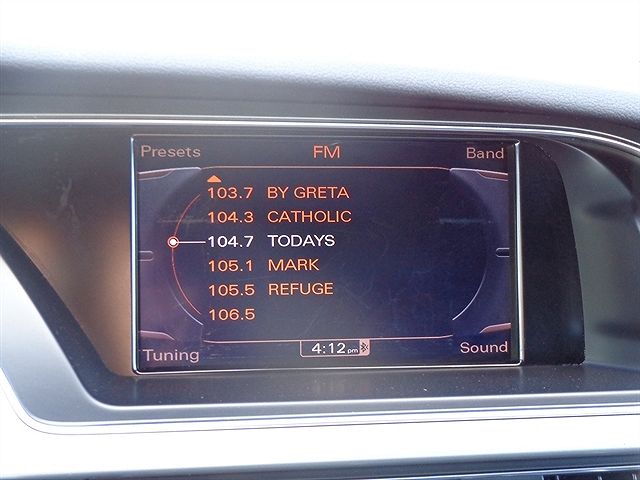 Presets FM Band
103.7 BY GRETA
104.3 CATHOLIC
104.7 TODAYS
105.1 MARK
105.5 REFUGE
106.5
Tuning 4:12 pm Sound